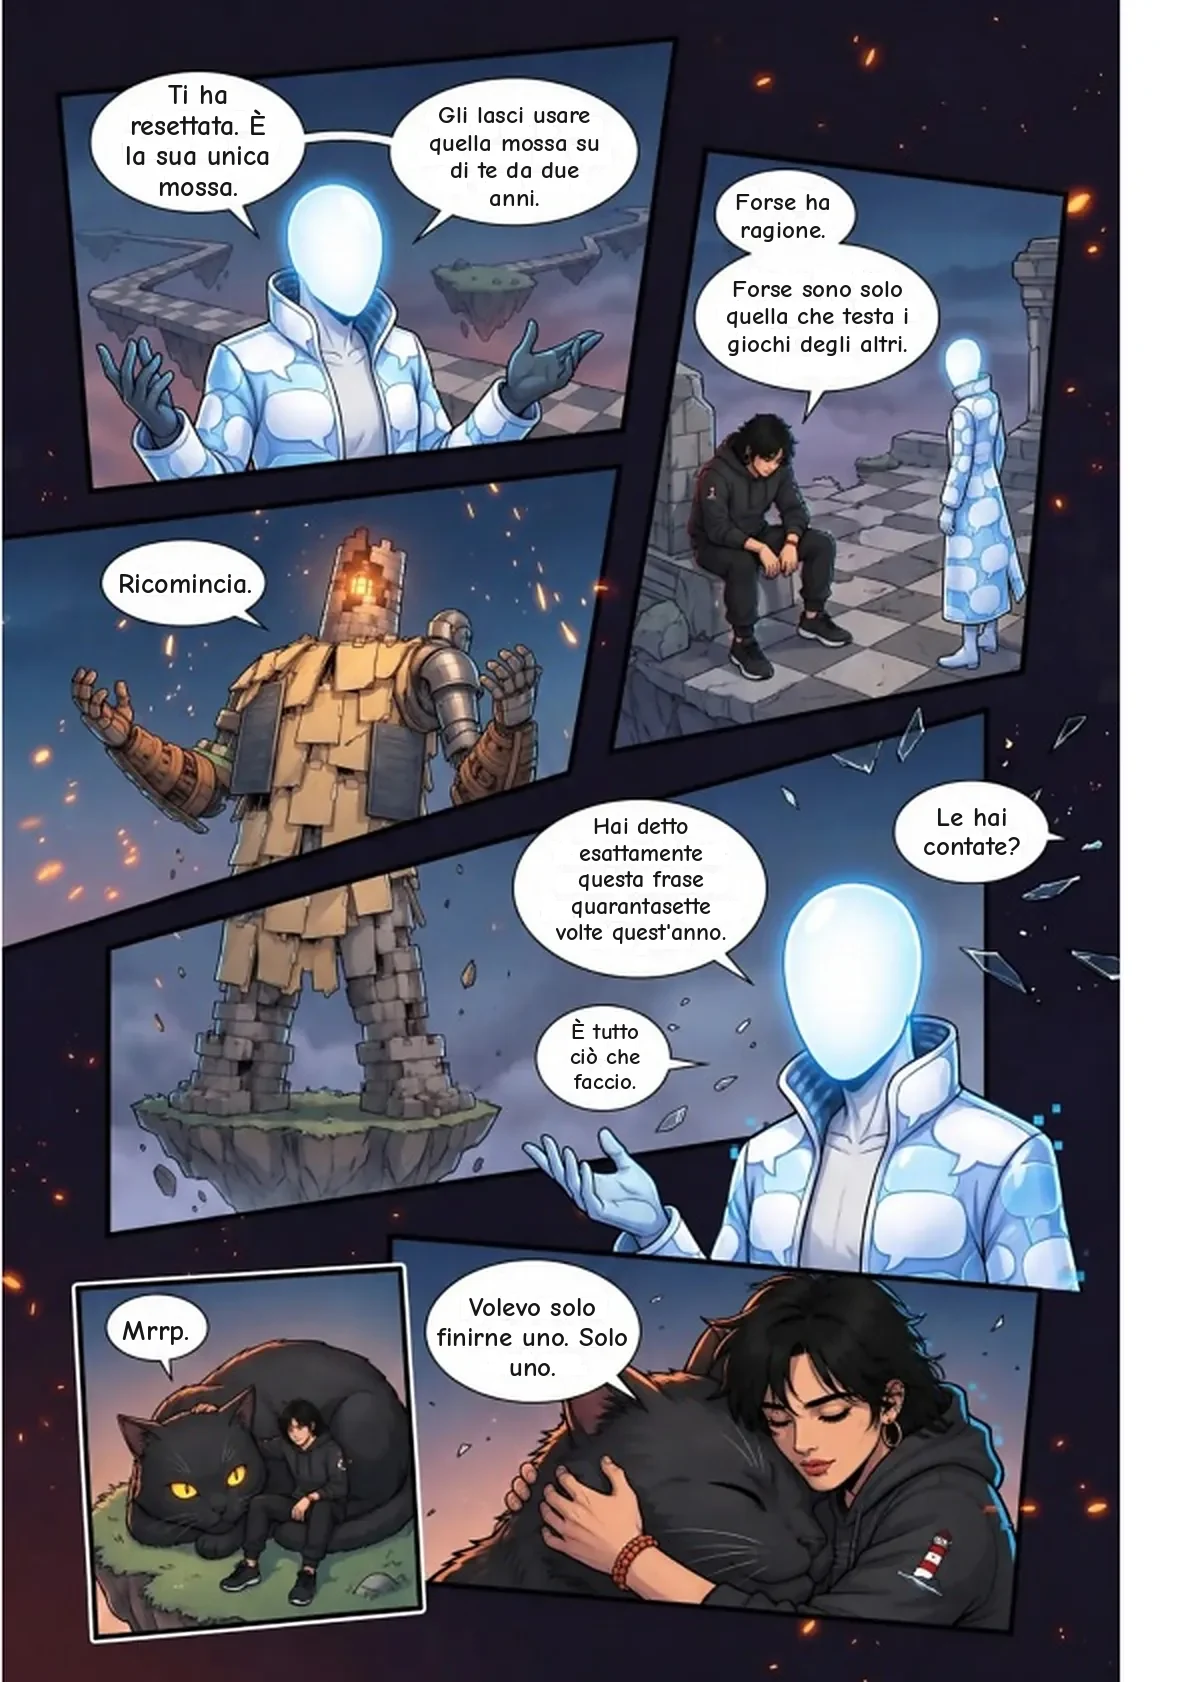 Ti ha
resettata. È
la sua unica
mossa.
Gli lasci usare
quella mossa su
di te da due
anni.
Forse ha
ragione.
Forse sono solo
quella che testa i
giochi degli altri.
Ricomincia.
Hai detto
esattamente
questa frase
quarantasette
volte quest'anno.
Le hai
contate?
È tutto
ciò che
faccio.
Mrrp.
Volevo solo
finirne uno. Solo
uno.